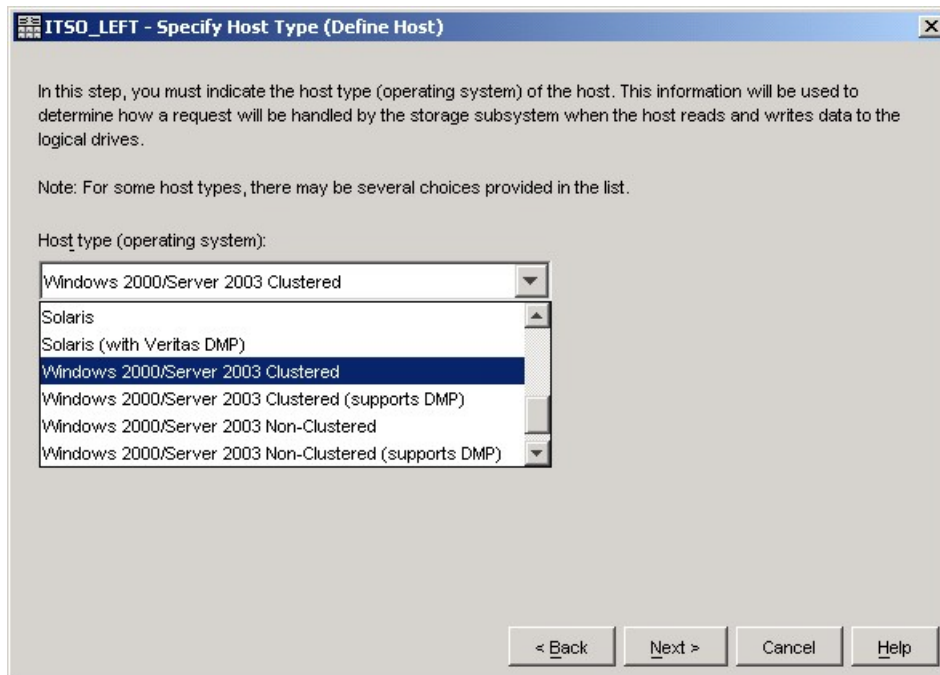 ITSO_LEFT - Specify Host Type (Define Host)
In this step, you must indicate the host type (operating system) of the host. This information will be used to
determine how a request will be handled by the storage subsystem when the host reads and writes data to the
logical drives.
Note: For some host types, there may be several choices provided in the list.
Host type (operating system):
Windows 2000/Server 2003 Clustered
Solaris
Solaris (with Veritas DMP)
Windows 2000/Server 2003 Clustered
Windows 2000/Server 2003 Clustered (supports DMP)
Windows 2000/Server 2003 Non-Clustered
Windows 2000/Server 2003 Non-Clustered (supports DMP)
< Back Next > Cancel Help